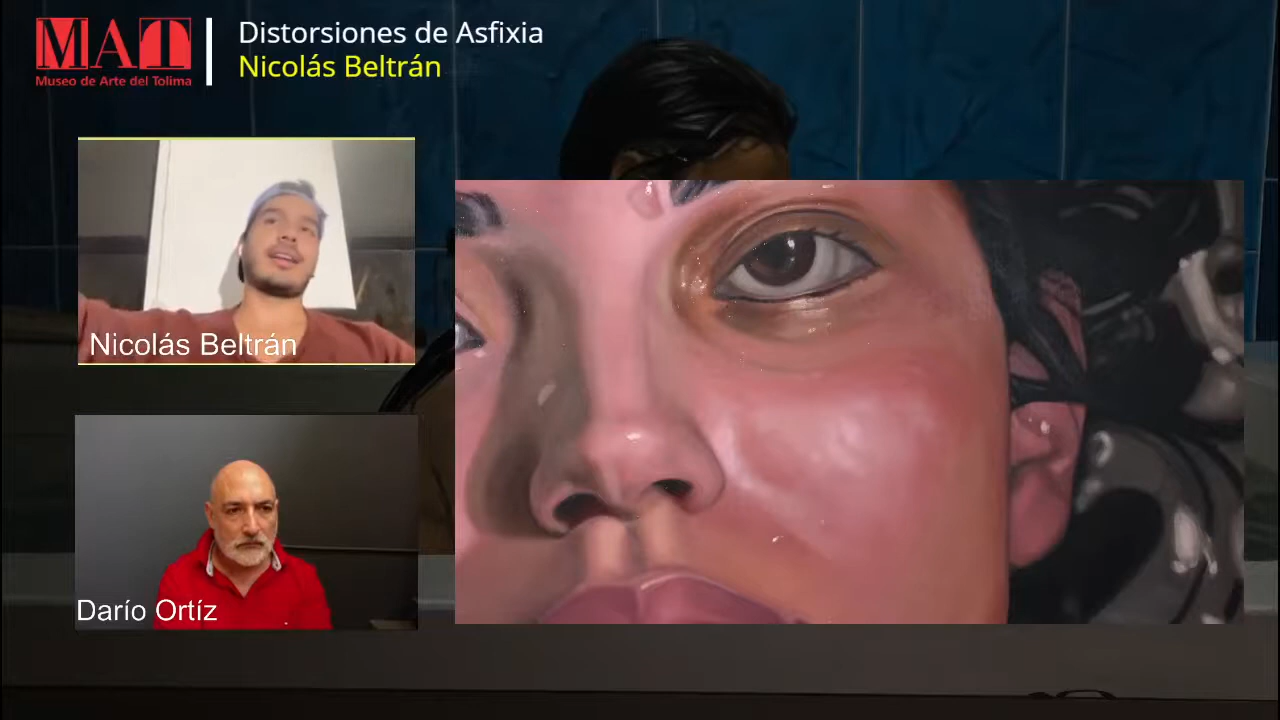 MAT
Museo de Arte del Tolima
Distorsiones de Asfixia
Nicolás Beltrán
Nicolás Beltrán
Darío Ortíz